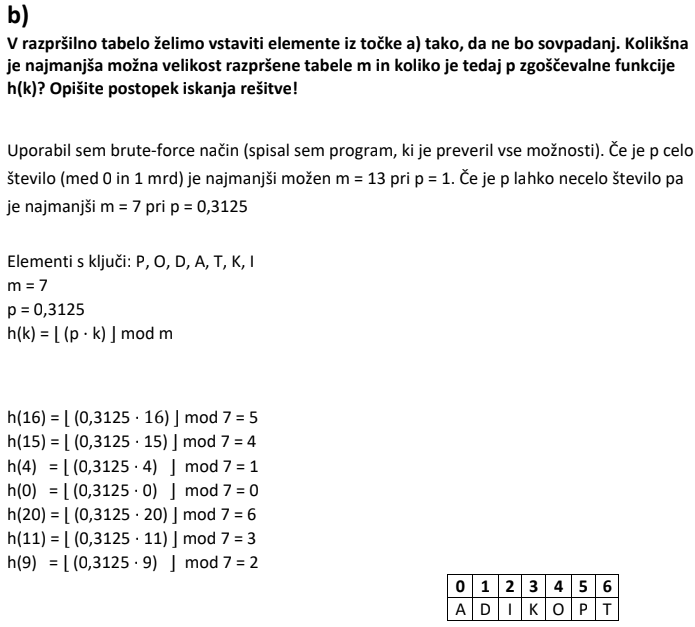 b)
V razpršilno tabelo želimo vstaviti elemente iz točke a) tako, da ne bo sovpadanj. Kolikšna
je najmanjša možna velikost razpršene tabele m in koliko je tedaj p zgoščevalne funkcije
h(k)? Opišite postopek iskanja rešitve!
Uporabil sem brute-force način (spisal sem program, ki je preveril vse možnosti). Če je p celo
število (med 0 in 1 mrd) je najmanjši možen m = 13 pri p = 1. Če je p lahko necelo število pa
je najmanjši m = 7 pri p = 0,3125
Elementi s ključi: P, O, D, A, T, K, I
m = 7
p = 0,3125
h(k) = ⌊ (p · k) ⌋ mod m
h(16) = ⌊ (0,3125 · 16) ⌋ mod 7 = 5
h(15) = ⌊ (0,3125 · 15) ⌋ mod 7 = 4
h(4) = ⌊ (0,3125 · 4) ⌋ mod 7 = 1
h(0) = ⌊ (0,3125 · 0) ⌋ mod 7 = 0
h(20) = ⌊ (0,3125 · 20) ⌋ mod 7 = 6
h(11) = ⌊ (0,3125 · 11) ⌋ mod 7 = 3
h(9) = ⌊ (0,3125 · 9) ⌋ mod 7 = 2
0 1 2 3 4 5 6
A D I K O P T